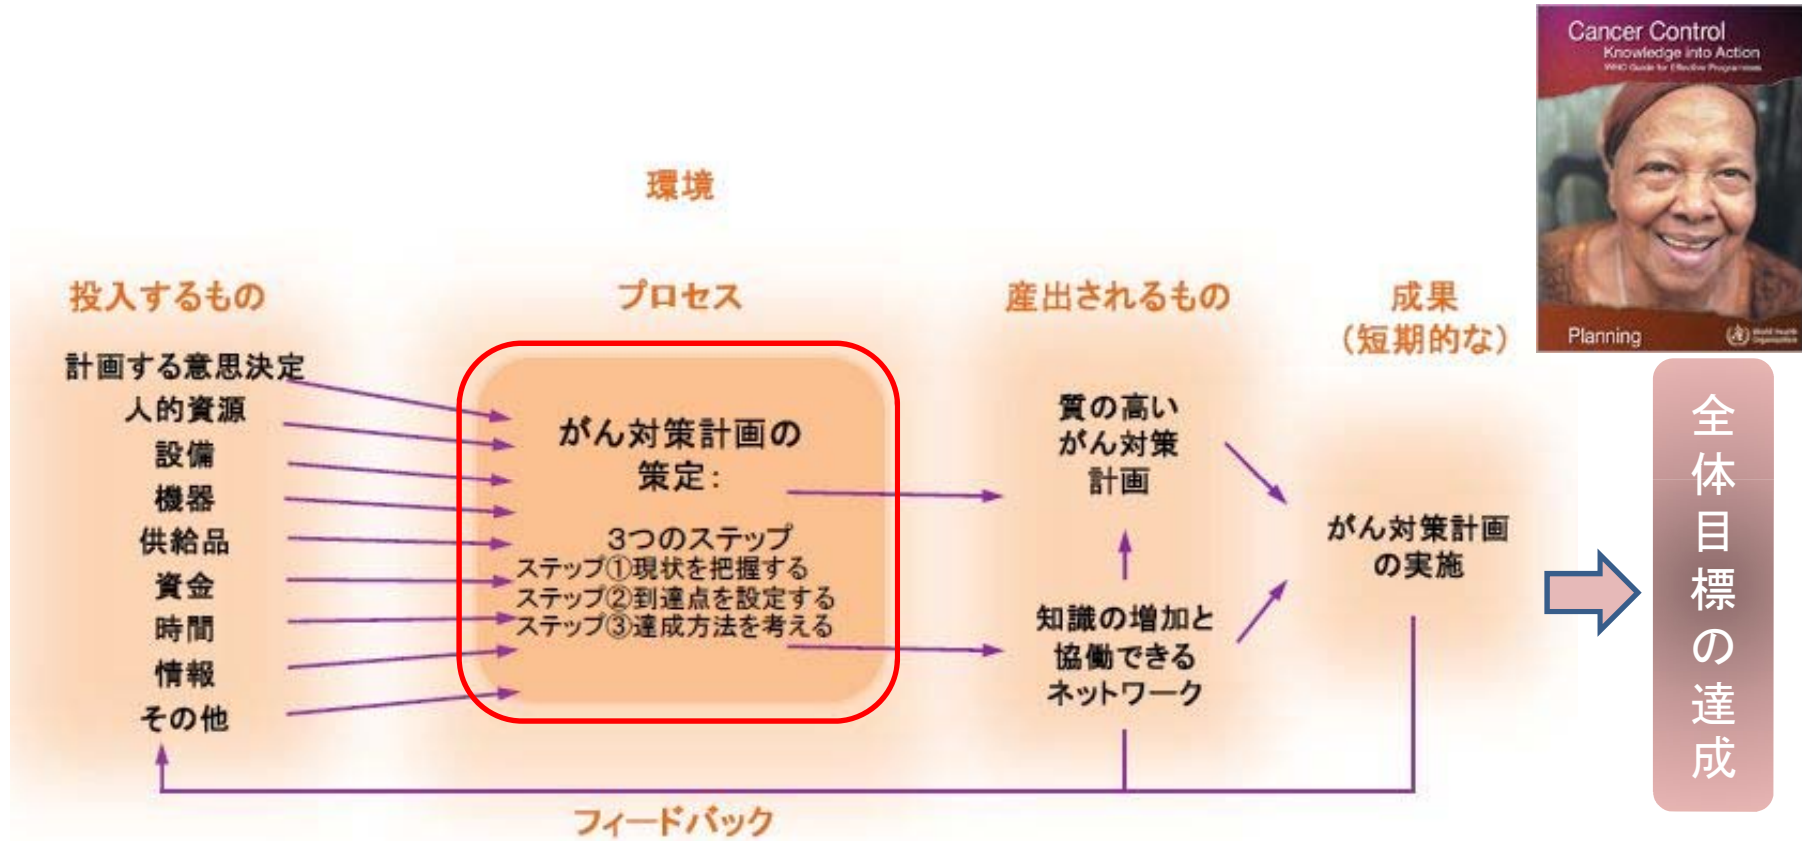 Cancer Control
Knowledge into Action
WHO Guide for Effective Programmes
Planning
World Health
Organization
環境
投入するもの
計画する意思決定
人的資源
設備
機器
供給品
資金
時間
情報
その他
プロセス
がん対策計画の
策定：
3つのステップ
ステップ①現状を把握する
ステップ②到達点を設定する
ステップ③達成方法を考える
産出されるもの
質の高い
がん対策
計画
知識の増加と
協働できる
ネットワーク
成果
（短期的な）
がん対策計画
の実施
全体目標の達成
フィードバック